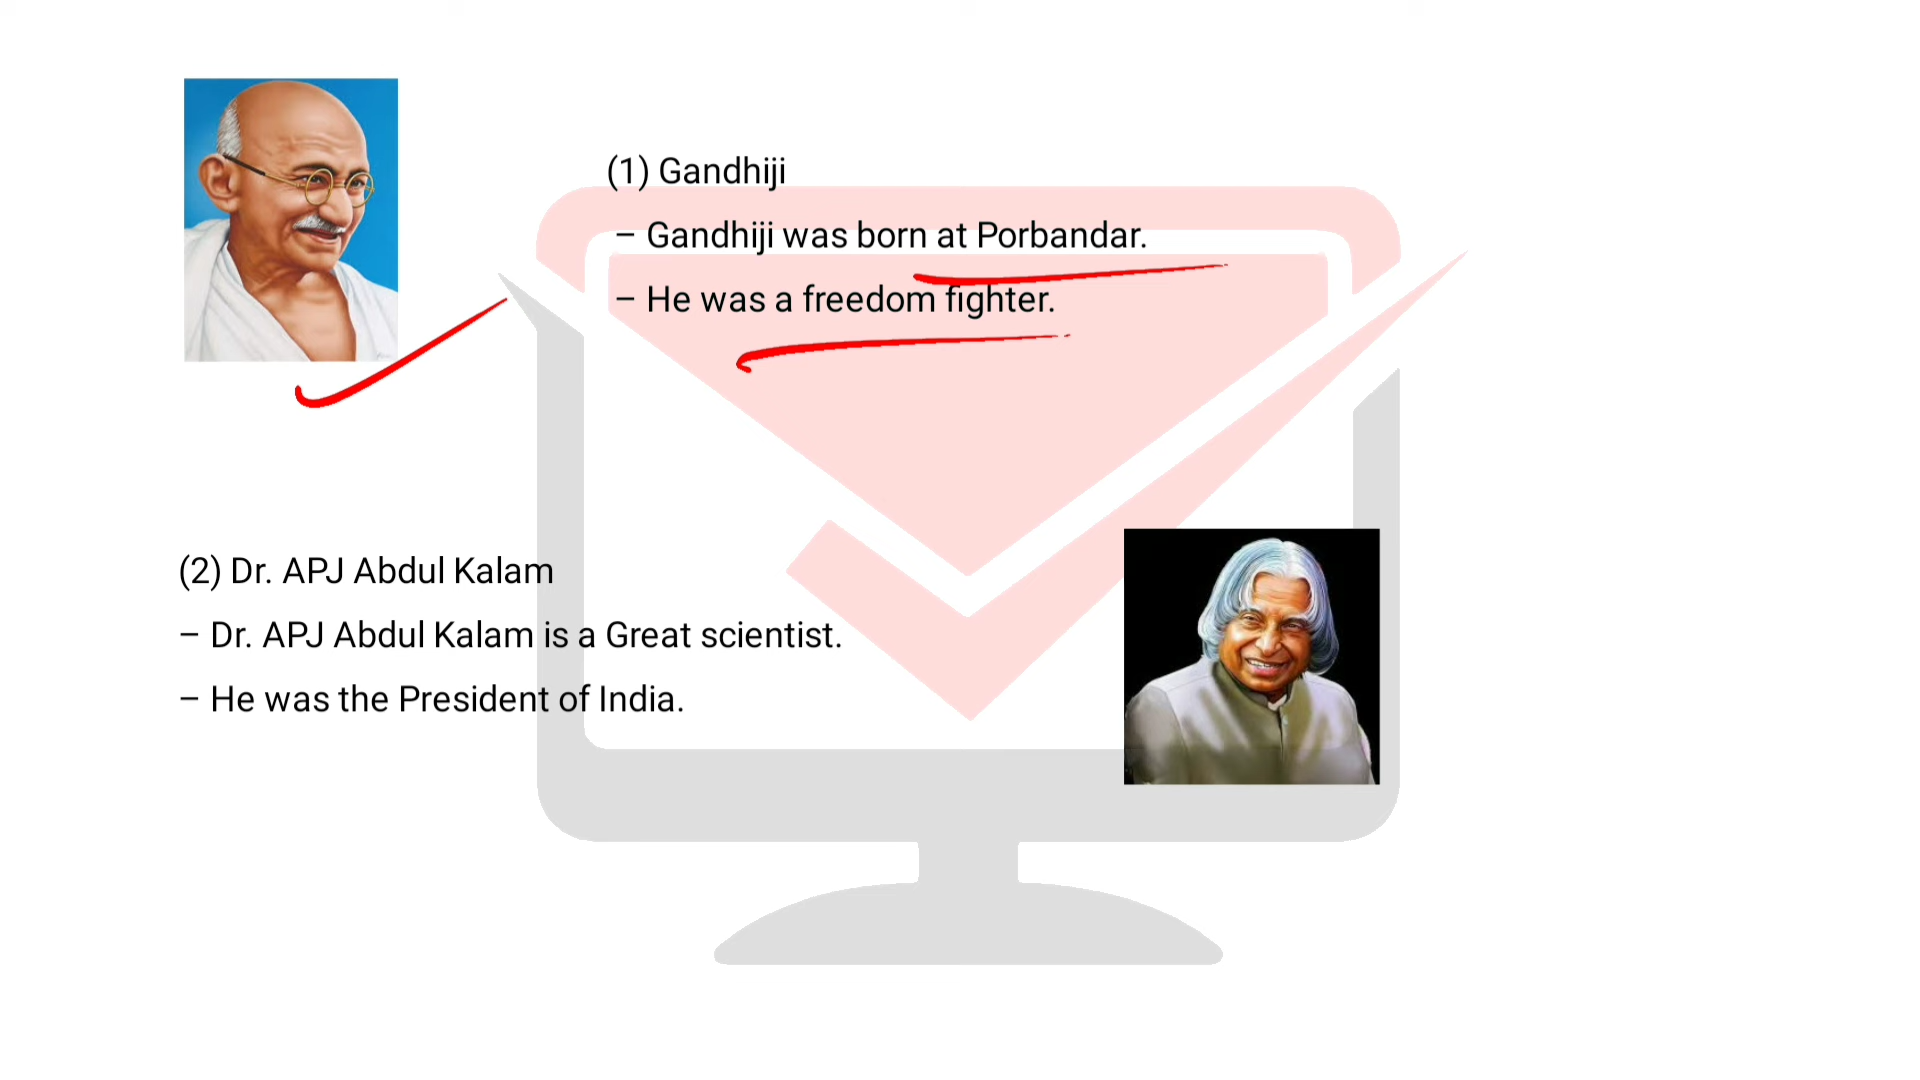 (1) Gandhiji
– Gandhiji was born at Porbandar.
– He was a freedom fighter.
(2) Dr. APJ Abdul Kalam
– Dr. APJ Abdul Kalam is a Great scientist.
– He was the President of India.